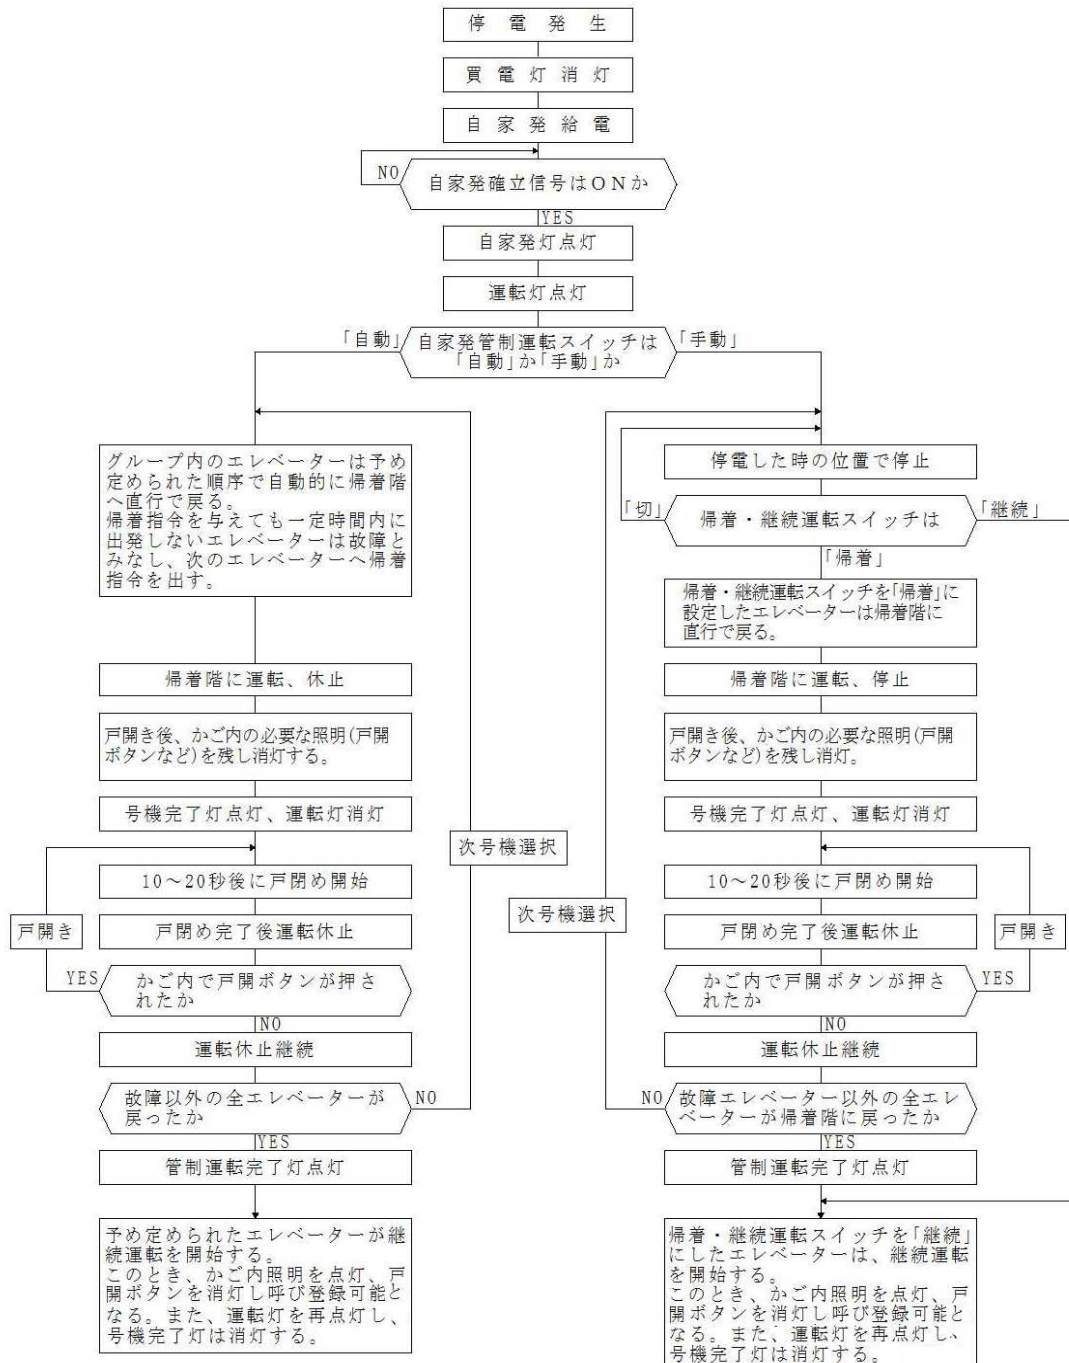 停電発生
買電灯消灯
自家発給電
NO
自家発確立信号はＯＮか
YES
自家発灯点灯
運転灯点灯
「自動」
自家発管制運転スイッチは
「自動」か「手動」か
「手動」
グループ内のエレベーターは予め
定められた順序で自動的に帰着階
へ直行で戻る。
帰着指令を与えても一定時間内に
出発しないエレベーターは故障と
みなし、次のエレベーターへ帰着
指令を出す。
帰着階に運転、休止
戸開き後、かご内の必要な照明(戸開
ボタンなど)を残し消灯する。
号機完了灯点灯、運転灯消灯
次号機選択
10～20秒後に戸閉め開始
戸開き
戸閉め完了後運転休止
YES
かご内で戸開ボタンが押さ
れたか
NO
運転休止継続
故障以外の全エレベーターが
戻ったか
NO
YES
管制運転完了灯点灯
予め定められたエレベーターが継
続運転を開始する。
このとき、かご内照明を点灯、戸
開ボタンを消灯し呼び登録可能と
なる。また、運転灯を再点灯し、
号機完了灯は消灯する。
停電した時の位置で停止
「切」
帰着・継続運転スイッチは
「継続」
「帰着」
帰着・継続運転スイッチを「帰着」に
設定したエレベーターは帰着階に
直行で戻る。
帰着階に運転、停止
戸開き後、かご内の必要な照明(戸開
ボタンなど)を残し消灯。
号機完了灯点灯、運転灯消灯
10～20秒後に戸閉め開始
次号機選択
戸閉め完了後運転休止
戸開き
かご内で戸開ボタンが押さ
れたか
YES
NO
運転休止継続
NO
故障エレベーター以外の全エレ
ベーターが帰着階に戻ったか
YES
管制運転完了灯点灯
帰着・継続運転スイッチを「継続」
にしたエレベーターは、継続運転
を開始する。
このとき、かご内照明を点灯、戸
開ボタンを消灯し呼び登録可能と
なる。また、運転灯を再点灯し、
号機完了灯は消灯する。